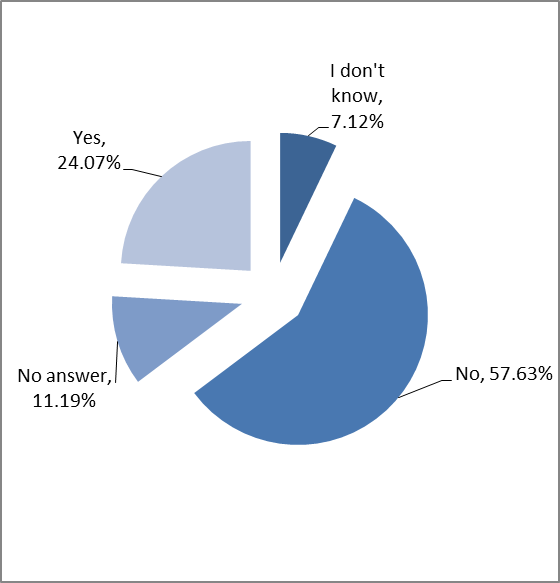 I don't
know,
7.12%
Yes,
24.07%
No, 57.63%
No answer,
11.19%